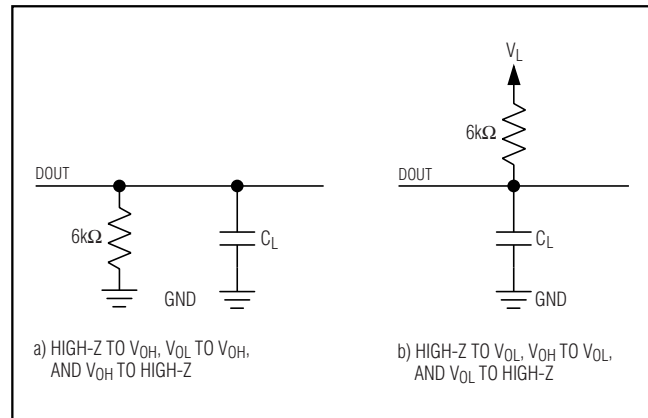 DOUT
6kΩ
C_L
GND
a) HIGH-Z TO V_OH, V_OL TO V_OH,
AND V_OH TO HIGH-Z
V_L
6kΩ
DOUT
C_L
GND
b) HIGH-Z TO V_OL, V_OH TO V_OL,
AND V_OL TO HIGH-Z